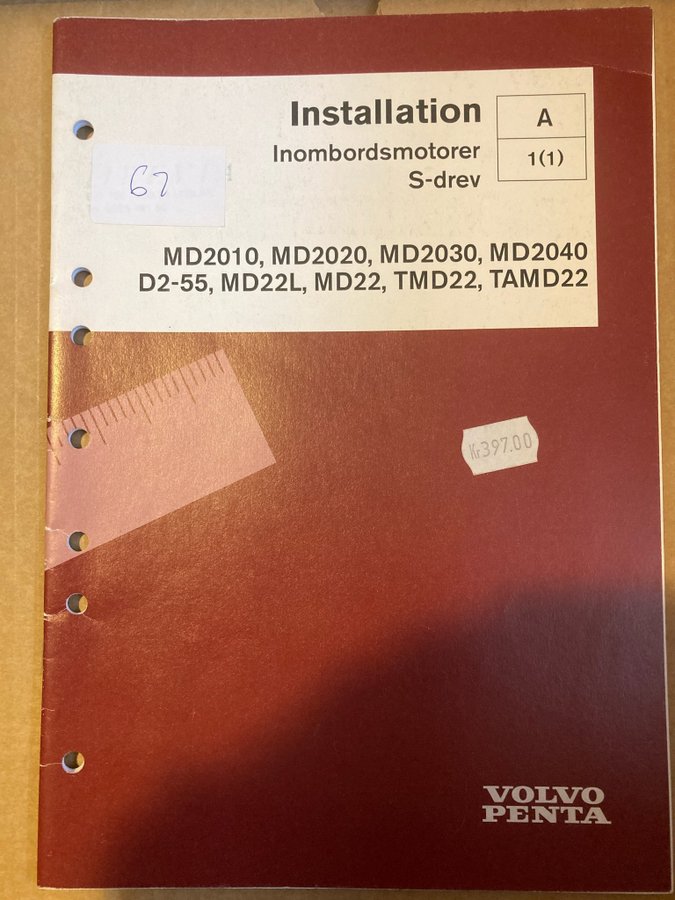 Installation
A
Inombordsmotorer
1(1)
S-drev
67
MD2010, MD2020, MD2030, MD2040
D2-55, MD22L, MD22, TMD22, TAMD22
Kr397.00
VOLVO
PENTA